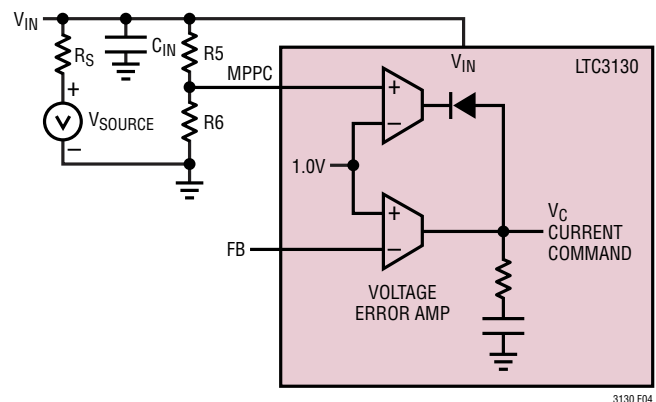 VIN
RS
CIN
R5
MPPC
VIN
LTC3130
+
VSOURCE
−
R6
+
−
1.0V
+
−
FB
VOLTAGE
ERROR AMP
VC
CURRENT
COMMAND
3130 F04